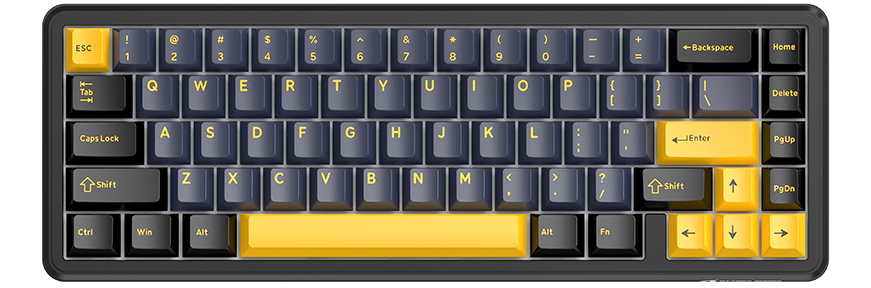 ESC ! 1 @ 2 # 3 $ 4 % 5 ^ 6 & 7 * 8 ( 9 ) 0 – - + = ←Backspace Home
Tab Q W E R T Y U I O P { [ } ] | \ Delete
Caps Lock A S D F G H J K L : ; " ' Enter PgUp
Shift Z X C V B N M < , > . ? / Shift ↑ PgDn
Ctrl Win Alt Alt Fn ← ↓ →